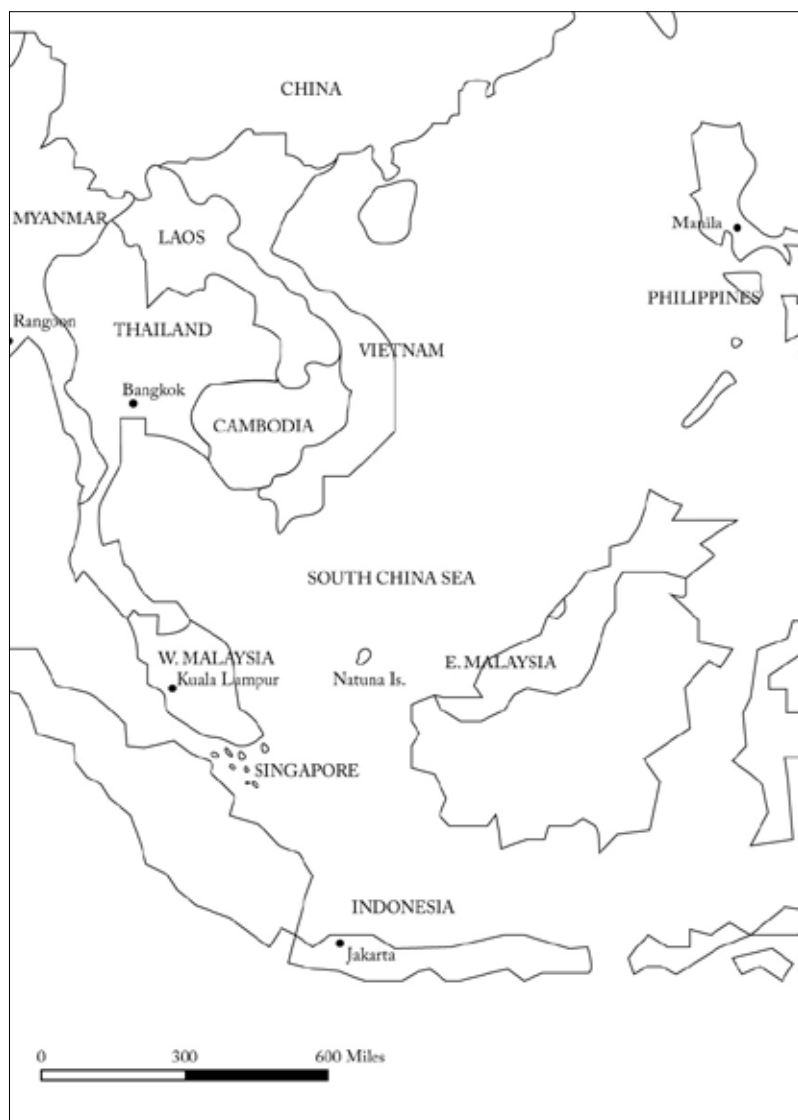 CHINA
MYANMAR
LAOS
Manila
PHILIPPINES
Rangoon
THAILAND
VIETNAM
Bangkok
CAMBODIA
SOUTH CHINA SEA
W. MALAYSIA
E. MALAYSIA
Kuala Lampur
Natuna Is.
SINGAPORE
INDONESIA
Jakarta
0 300 600 Miles